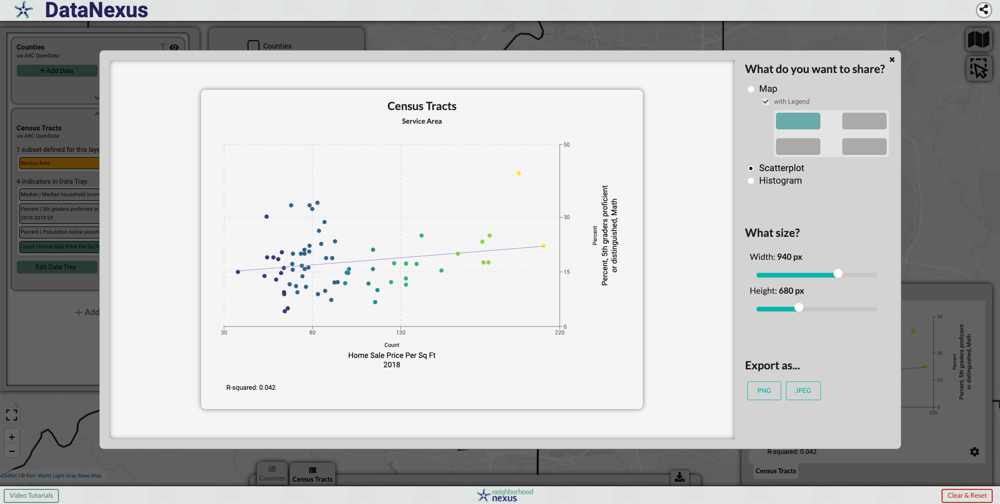 DataNexus
Counties
via ARC OpenData
+ Add Data
Census Tracts
via ARC OpenData
1 subset defined for this laye
Service Area
4 indicators in Data Tray:
Median | Median household incom
Percent | 5th graders proficient or
2018-2019 SY
Percent | Population below povert
Count | Home Sale Price Per Sq Ft
Edit Data Tray
+ Add
Counties
Census Tracts
Service Area
50
30
15
0
30
80
130
220
Percent
Percent, 5th graders proficient
or distinguished, Math
Count
Home Sale Price Per Sq Ft
2018
R-squared: 0.042
What do you want to share?
Map
with Legend
Scatterplot
Histogram
What size?
Width: 940 px
Height: 680 px
Export as...
PNG
JPEG
50
30
15
0
220
Percent
Percent, 5th graders proficient
or distinguished, Math
R-squared: 0.042
Census Tracts
+
−
Leaflet | © Esri: World Light Gray Base Map
Counties
Census Tracts
Video Tutorials
neighborhood
nexus
Clear & Reset